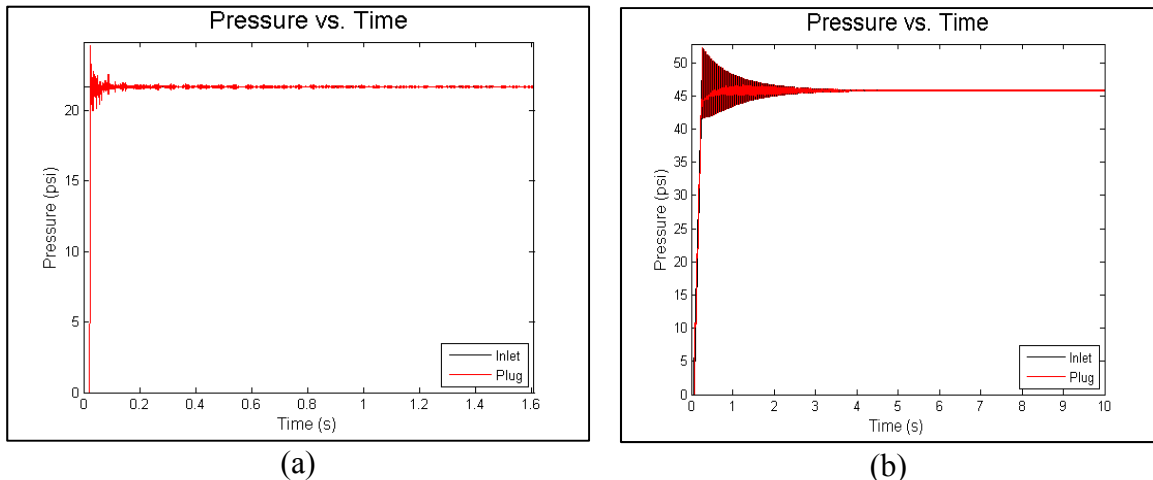 Pressure vs. Time
20
15
10
5
0
Pressure (psi)
0 0.2 0.4 0.6 0.8 1 1.2 1.4 1.6
Time (s)
Inlet
Plug
(a)
Pressure vs. Time
50
45
40
35
30
25
20
15
10
5
0
Pressure (psi)
0 1 2 3 4 5 6 7 8 9 10
Time (s)
Inlet
Plug
(b)